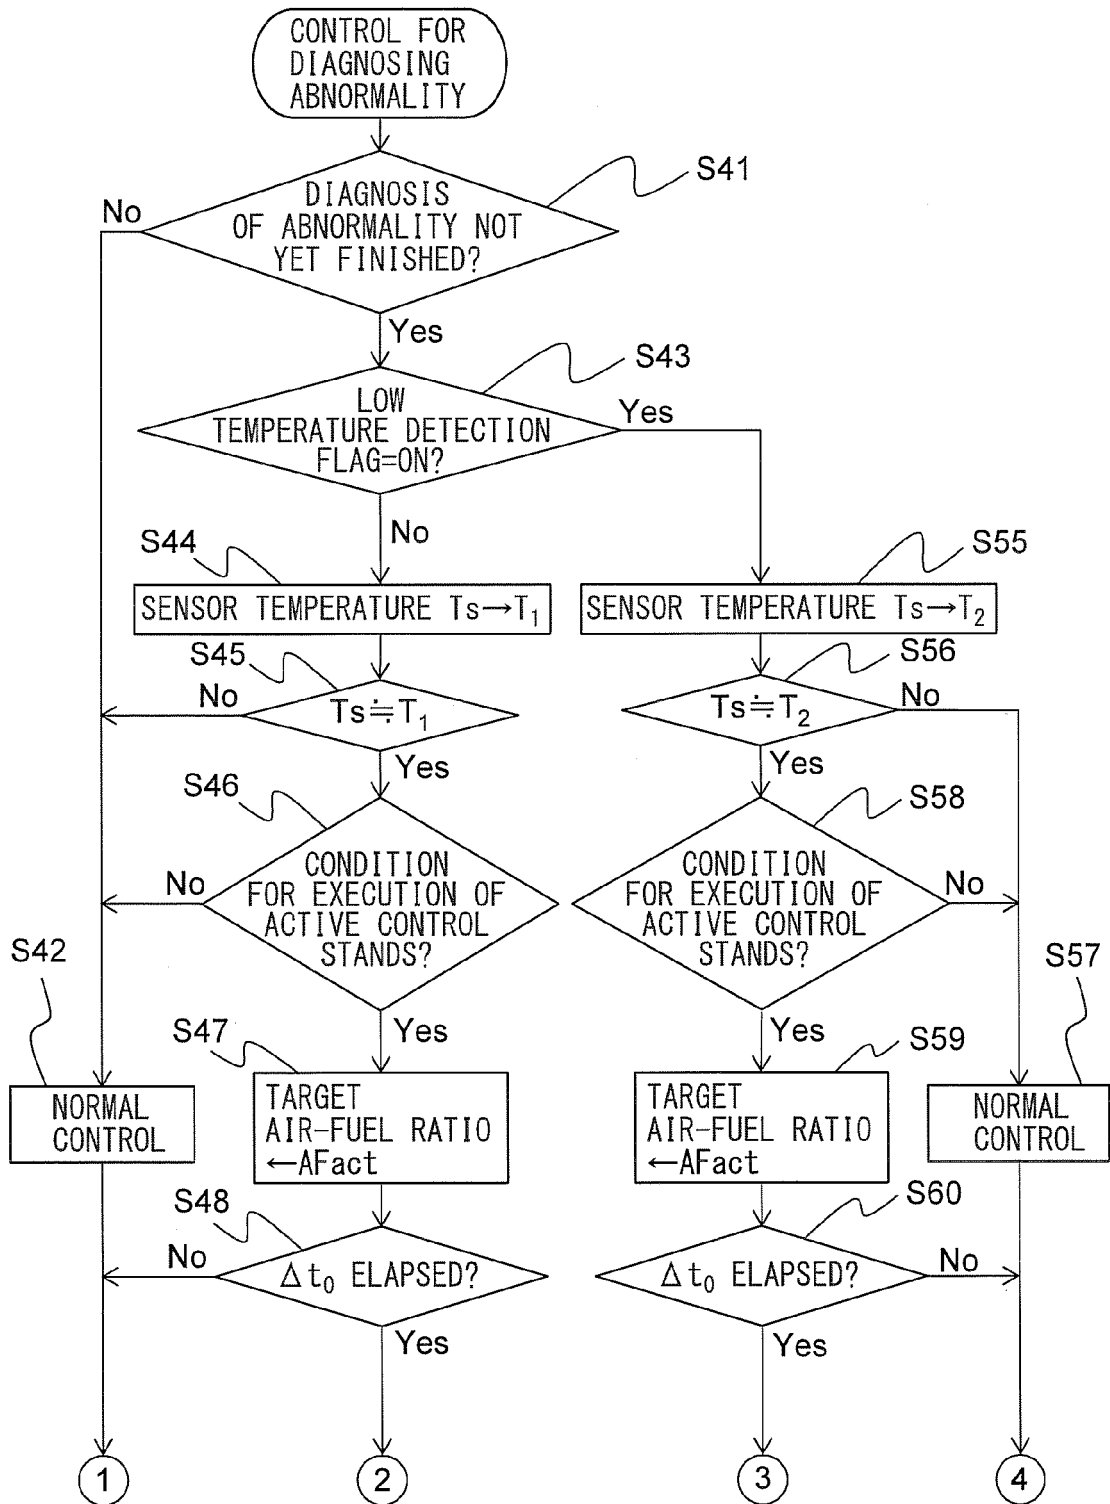 CONTROL FOR
DIAGNOSING
ABNORMALITY
S41
DIAGNOSIS
OF ABNORMALITY NOT
YET FINISHED?
No
Yes
S43
LOW
TEMPERATURE DETECTION
FLAG=ON?
Yes
No
S44
S55
SENSOR TEMPERATURE Ts→T₁
SENSOR TEMPERATURE Ts→T₂
S45
S56
No
Ts≒T₁
Ts≒T₂
No
Yes
Yes
S46
S58
CONDITION
FOR EXECUTION OF
ACTIVE CONTROL
STANDS?
No
CONDITION
FOR EXECUTION OF
ACTIVE CONTROL
STANDS?
No
S42
S57
Yes
Yes
S47
S59
NORMAL
CONTROL
TARGET
AIR-FUEL RATIO
←AFact
TARGET
AIR-FUEL RATIO
←AFact
NORMAL
CONTROL
S48
S60
No
Δt₀ ELAPSED?
Δt₀ ELAPSED?
No
Yes
Yes
1
2
3
4